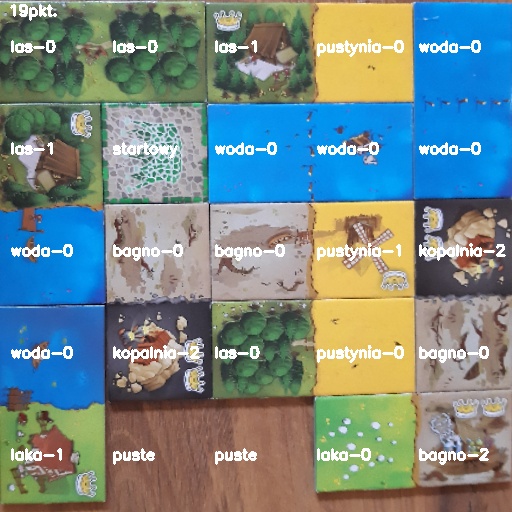 19pkt.
las-0 las-0 las-1 pustynia-0 woda-0
las-1 startowy woda-0 woda-0 woda-0
woda-0 bagno-0 bagno-0 pustynia-1 kopalnia-2
woda-0 kopalnia-2 las-0 pustynia-0 bagno-0
laka-1 puste puste laka-0 bagno-2